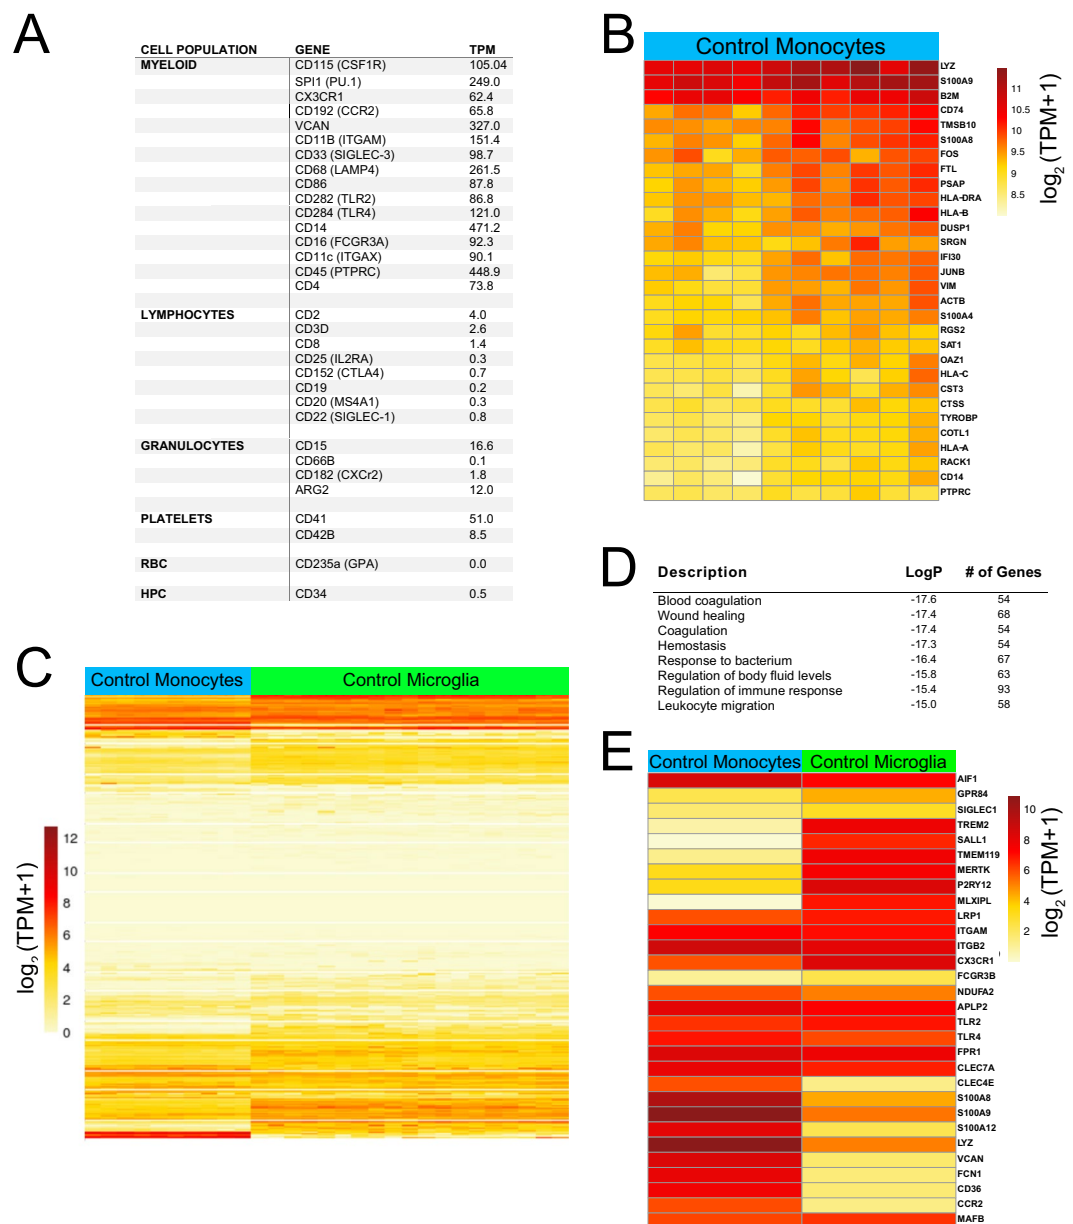 A
CELL POPULATION GENE TPM
MYELOID CD115 (CSF1R) 105.04
SPI1 (PU.1) 249.0
CX3CR1 62.4
CD192 (CCR2) 65.8
VCAN 327.0
CD11B (ITGAM) 151.4
CD33 (SIGLEC-3) 98.7
CD68 (LAMP4) 261.5
CD86 87.8
CD282 (TLR2) 86.8
CD284 (TLR4) 121.0
CD14 471.2
CD16 (FCGR3A) 92.3
CD11c (ITGAX) 90.1
CD45 (PTPRC) 448.9
CD4 73.8
LYMPHOCYTES CD2 4.0
CD3D 2.6
CD8 1.4
CD25 (IL2RA) 0.3
CD152 (CTLA4) 0.7
CD19 0.2
CD20 (MS4A1) 0.3
CD22 (SIGLEC-1) 0.8
GRANULOCYTES CD15 16.6
CD66B 0.1
CD182 (CXCr2) 1.8
ARG2 12.0
PLATELETS CD41 51.0
CD42B 8.5
RBC CD235a (GPA) 0.0
HPC CD34 0.5
B
Control Monocytes
LYZ
S100A9
B2M
CD74
TMSB10
S100A8
FOS
FTL
PSAP
HLA-DRA
HLA-B
DUSP1
SRGN
IFI30
JUNB
VIM
ACTB
S100A4
RGS2
SAT1
OAZ1
HLA-C
CST3
CTSS
TYROBP
COTL1
HLA-A
RACK1
CD14
PTPRC
11
10.5
10
9.5
9
8.5
log2 (TPM+1)
C
Control Monocytes Control Microglia
12
10
8
6
4
2
0
log2 (TPM+1)
D
Description LogP # of Genes
Blood coagulation -17.6 54
Wound healing -17.4 68
Coagulation -17.4 54
Hemostasis -17.3 54
Response to bacterium -16.4 67
Regulation of body fluid levels -15.8 63
Regulation of immune response -15.4 93
Leukocyte migration -15.0 58
E
Control Monocytes Control Microglia
AIF1
GPR84
SIGLEC1
TREM2
SALL1
TMEM119
MERTK
P2RY12
MLXIPL
LRP1
ITGAM
ITGB2
CX3CR1
FCGR3B
NDUFA2
APLP2
TLR2
TLR4
FPR1
CLEC7A
CLEC4E
S100A8
S100A9
S100A12
LYZ
VCAN
FCN1
CD36
CCR2
MAFB
10
8
6
4
2
log2 (TPM+1)